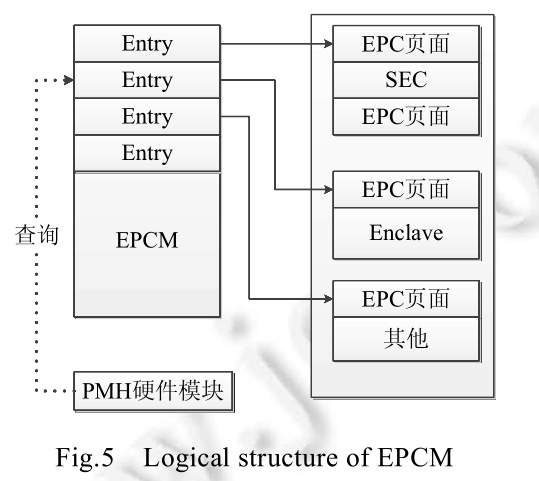 Entry
Entry
Entry
Entry
EPCM
查询
PMH硬件模块
EPC页面
SEC
EPC页面
EPC页面
Enclave
EPC页面
其他
Fig.5 Logical structure of EPCM